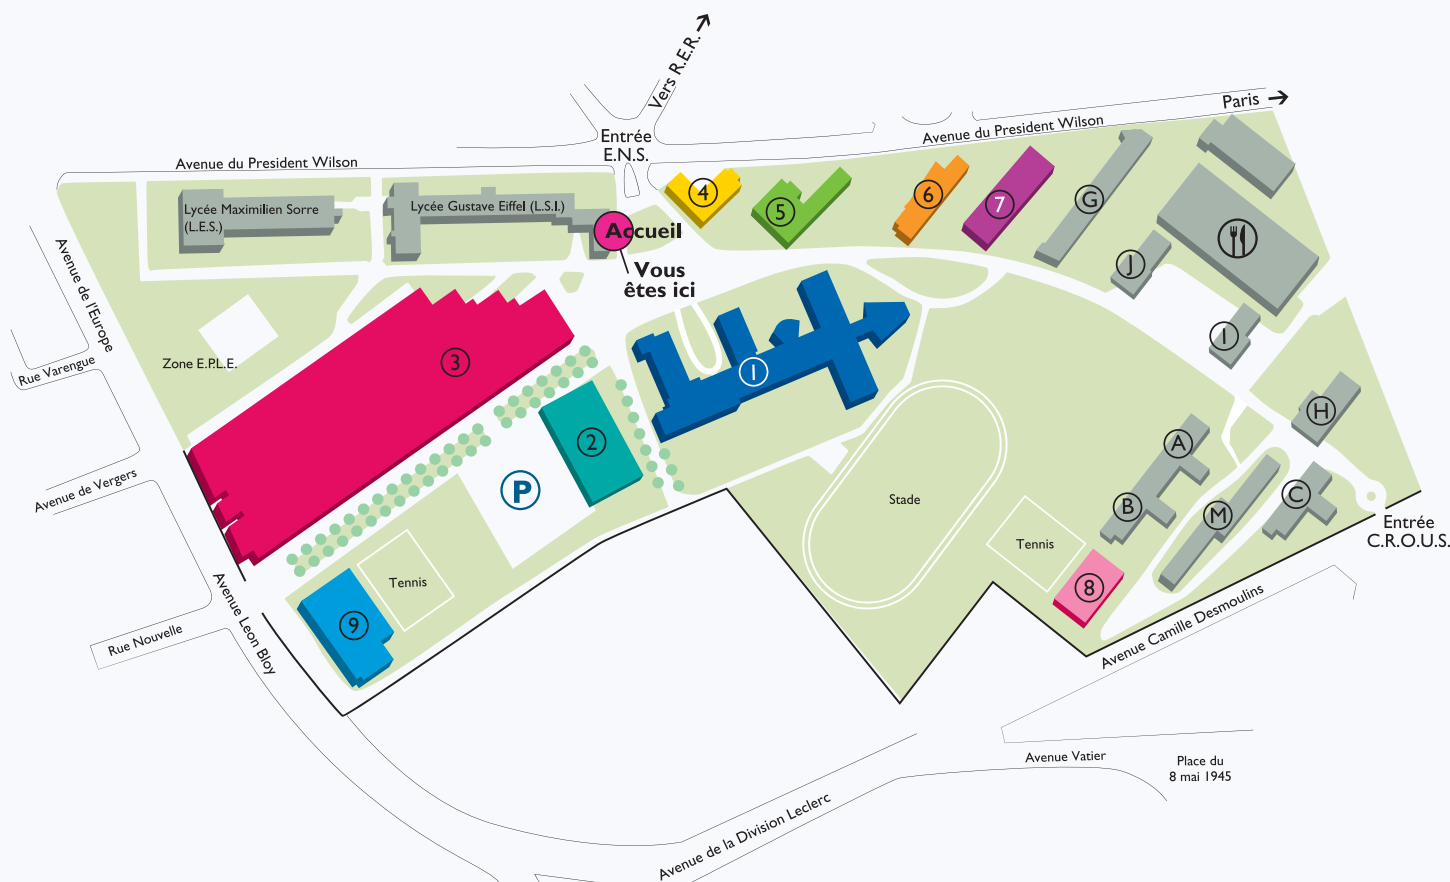 Vers R.E.R.
Paris
Entrée
E.N.S.
Avenue du President Wilson
Avenue du President Wilson
4
5
6
7
G
Lycée Maximilien Sorre
(L.E.S.)
Lycée Gustave Eiffel (L.S.I.)
Accueil
Vous
êtes ici
J
I
H
Avenue de l'Europe
Rue Varengue
Zone E.P.L.E.
3
1
2
P
A
B
M
C
Stade
Entrée
C.R.O.U.S.
Avenue de Vergers
Tennis
Tennis
8
9
Avenue Leon Bloy
Rue Nouvelle
Avenue Camille Desmoulins
Avenue Vatier
Place du
8 mai 1945
Avenue de la Division Leclerc